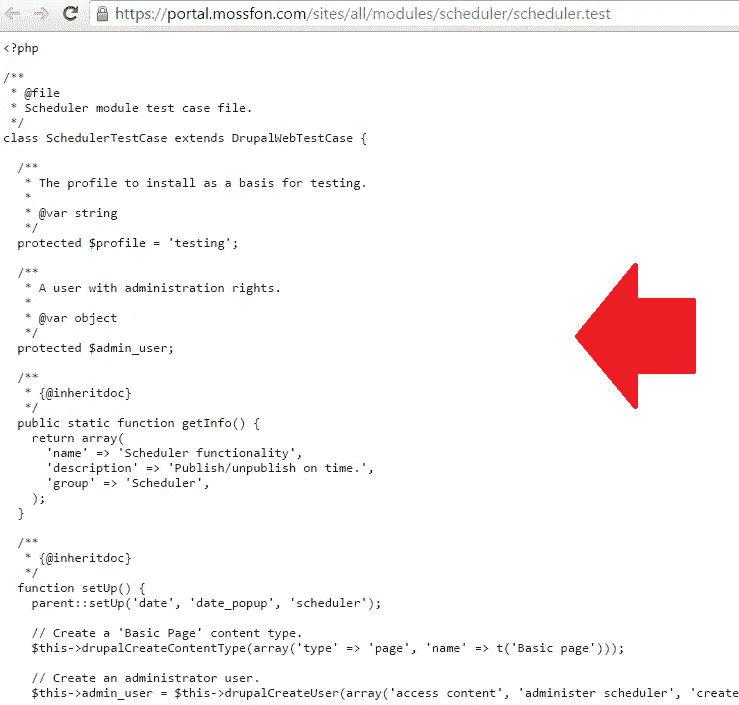 https://portal.mossfon.com/sites/all/modules/scheduler/scheduler.test
<?php
/**
* @file
* Scheduler module test case file.
*/
class SchedulerTestCase extends DrupalWebTestCase {
/**
* The profile to install as a basis for testing.
*
* @var string
*/
protected $profile = 'testing';
/**
* A user with administration rights.
*
* @var object
*/
protected $admin_user;
/**
* {@inheritdoc}
*/
public static function getInfo() {
return array(
'name' => 'Scheduler functionality',
'description' => 'Publish/unpublish on time.',
'group' => 'Scheduler',
);
}
/**
* {@inheritdoc}
*/
function setUp() {
parent::setUp('date', 'date_popup', 'scheduler');
// Create a 'Basic Page' content type.
$this->drupalCreateContentType(array('type' => 'page', 'name' => t('Basic page')));
// Create an administrator user.
$this->admin_user = $this->drupalCreateUser(array('access content', 'administer scheduler', 'create